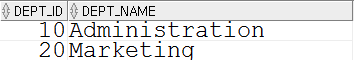 DEPT_ID DEPT_NAME
10 Administration
20 Marketing